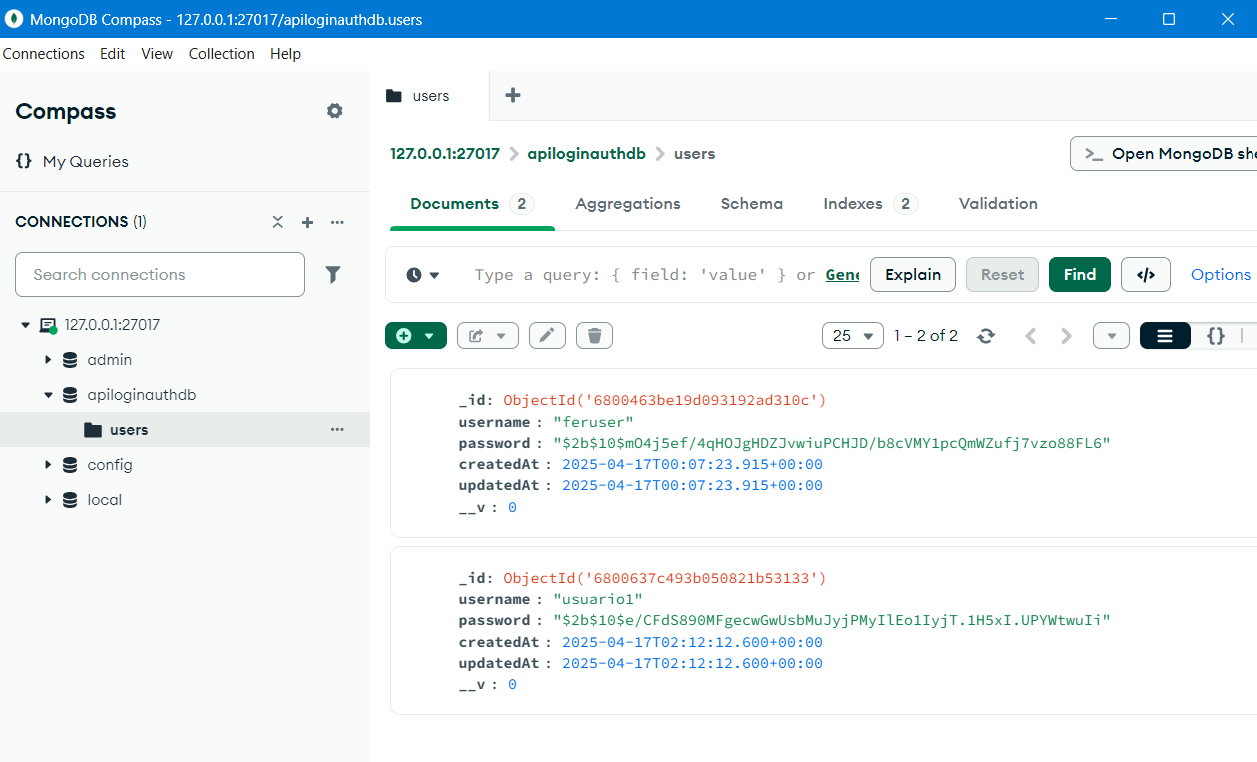 MongoDB Compass - 127.0.0.1:27017/apiloginauthdb.users
Connections Edit View Collection Help
Compass
{} My Queries
CONNECTIONS (1)
Search connections
127.0.0.1:27017
admin
apiloginauthdb
users
config
local
users
127.0.0.1:27017 > apiloginauthdb > users
>_ Open MongoDB she
Documents 2 Aggregations Schema Indexes 2 Validation
Type a query: { field: 'value' } or Gene Explain Reset Find </> Options
25 1 – 2 of 2 {}
_id: ObjectId('6800463be19d093192ad310c')
username : "feruser"
password : "$2b$10$mO4j5ef/4qHOJgHDZJvwiuPCHJD/b8cVMY1pcQmWZufj7vzo88FL6"
createdAt : 2025-04-17T00:07:23.915+00:00
updatedAt : 2025-04-17T00:07:23.915+00:00
__v : 0
_id: ObjectId('6800637c493b050821b53133')
username : "usuario1"
password : "$2b$10$e/CFdS890MFgecwGwUsbMuJyjPMyIlEo1IyjT.1H5xI.UPYWtwuIi"
createdAt : 2025-04-17T02:12:12.600+00:00
updatedAt : 2025-04-17T02:12:12.600+00:00
__v : 0